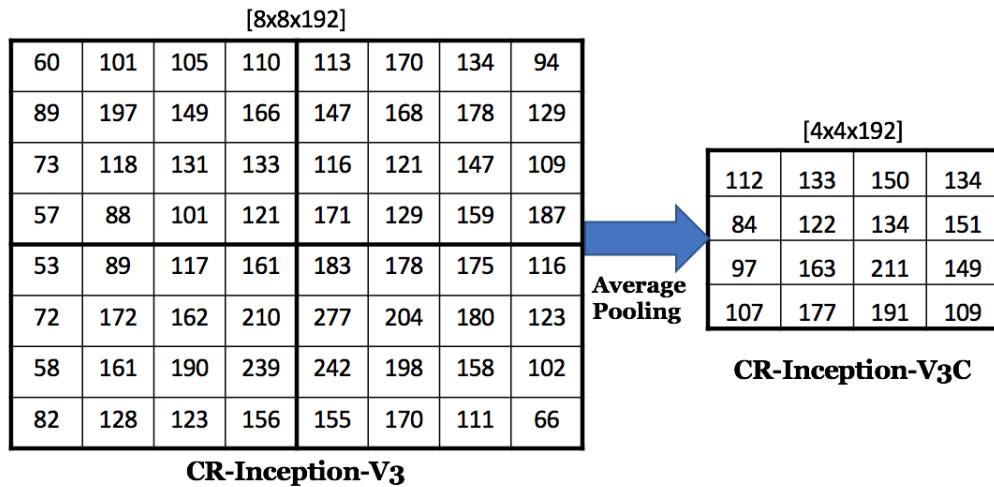 [8x8x192]
60 101 105 110 113 170 134 94
89 197 149 166 147 168 178 129
73 118 131 133 116 121 147 109
57 88 101 121 171 129 159 187
53 89 117 161 183 178 175 116
72 172 162 210 277 204 180 123
58 161 190 239 242 198 158 102
82 128 123 156 155 170 111 66
CR-Inception-V3
Average
Pooling
[4x4x192]
112 133 150 134
84 122 134 151
97 163 211 149
107 177 191 109
CR-Inception-V3C